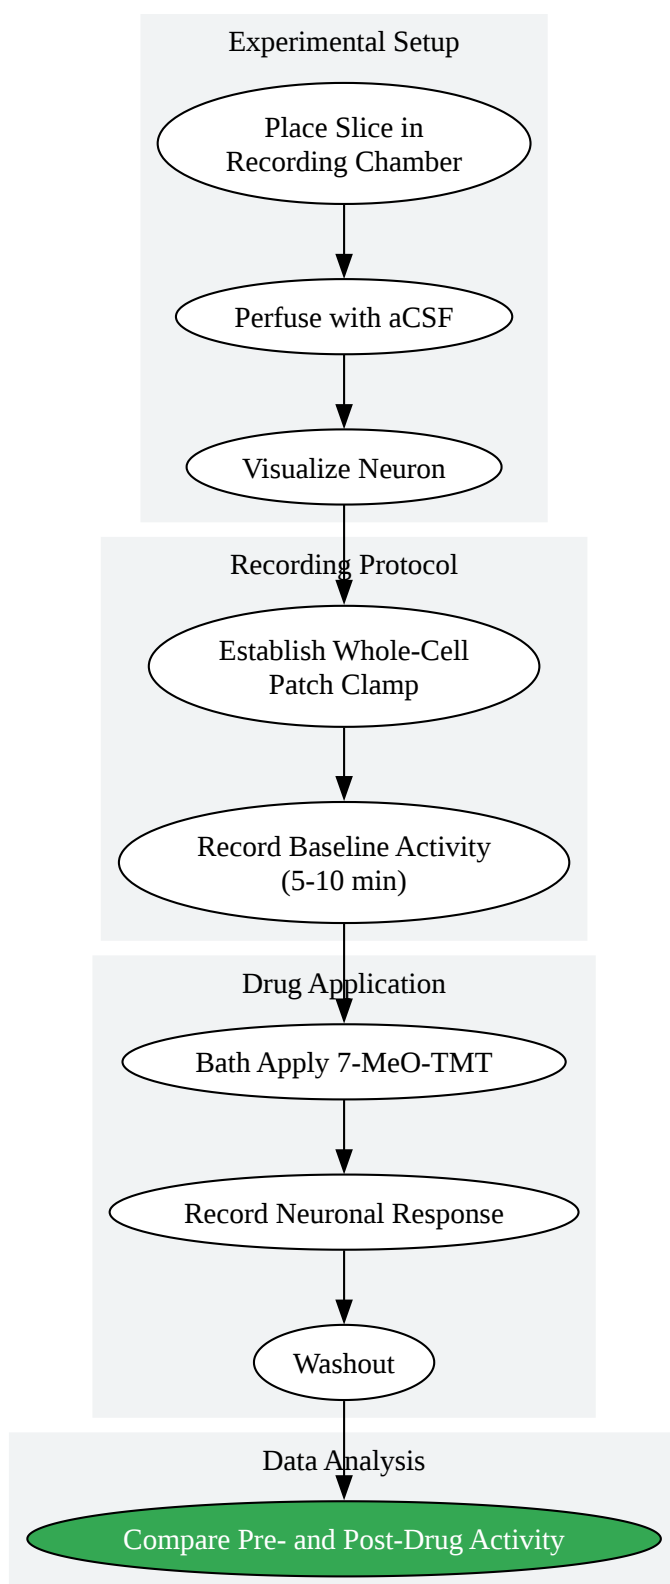 Experimental Setup
Place Slice in
Recording Chamber
Perfuse with aCSF
Visualize Neuron
Recording Protocol
Establish Whole-Cell
Patch Clamp
Record Baseline Activity
(5-10 min)
Drug Application
Bath Apply 7-MeO-TMT
Record Neuronal Response
Washout
Data Analysis
Compare Pre- and Post-Drug Activity